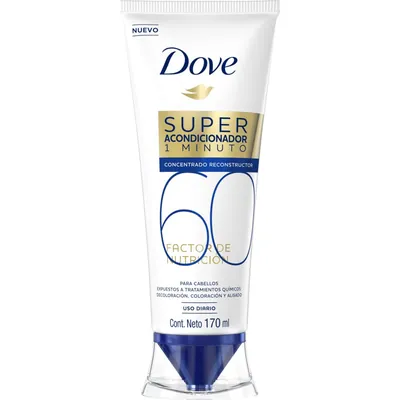 NUEVO
Dove
SUPER
ACONDICIONADOR
1 MINUTO
CONCENTRADO RECONSTRUCTOR
60
FACTOR DE
NUTRICIÓN
PARA CABELLOS
EXPUESTOS A TRATAMIENTOS QUÍMICOS
DECOLORACIÓN, COLORACIÓN Y ALISADO
USO DIARIO
Cont. Neto 170 ml